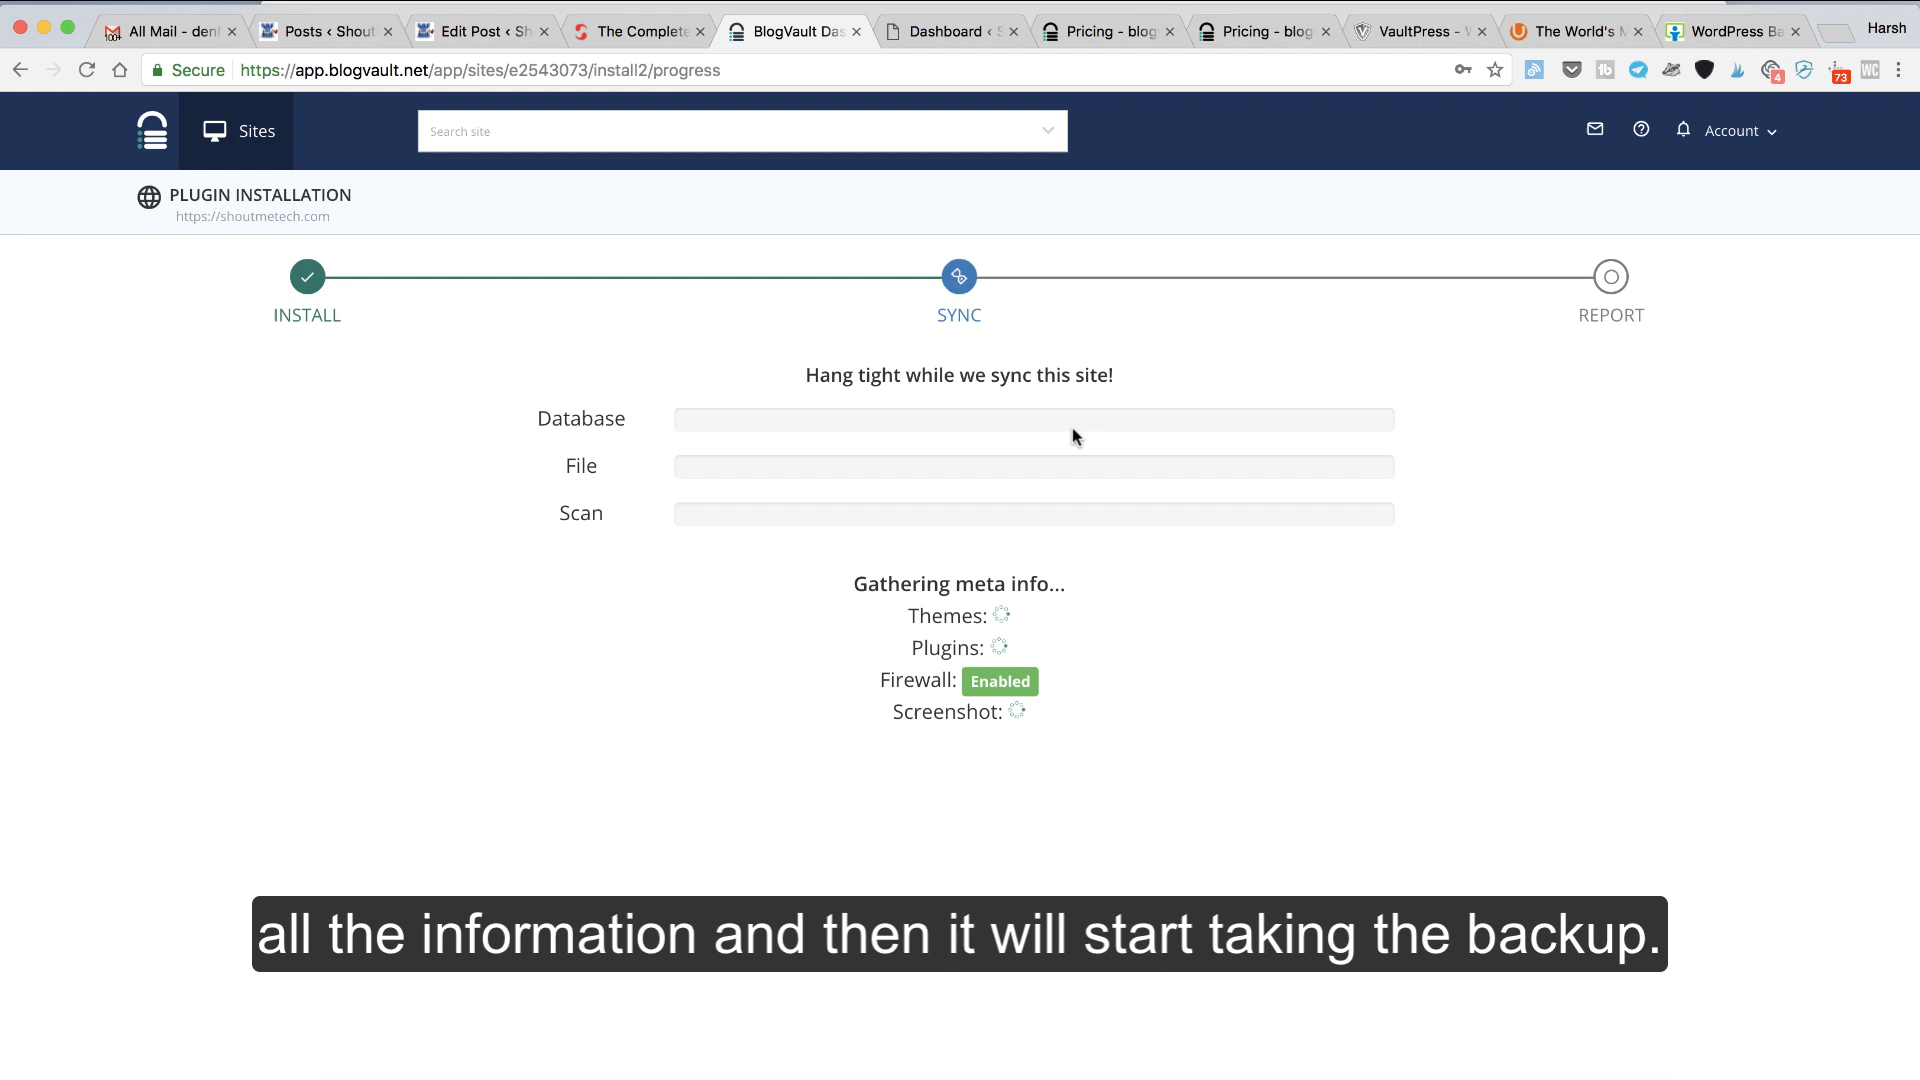 All Mail - den
Posts ‹ Shout
Edit Post ‹ Sh
The Complete
BlogVault Das
Dashboard ‹ S
Pricing - blog
Pricing - blog
VaultPress - W
The World's M
WordPress Ba
Harsh
Secure
https://app.blogvault.net/app/sites/e2543073/install2/progress
4
73
WC
Sites
Search site
Account
PLUGIN INSTALLATION
https://shoutmetech.com
INSTALL
SYNC
REPORT
Hang tight while we sync this site!
Database
File
Scan
Gathering meta info...
Themes:
Plugins:
Firewall: Enabled
Screenshot:
all the information and then it will start taking the backup.